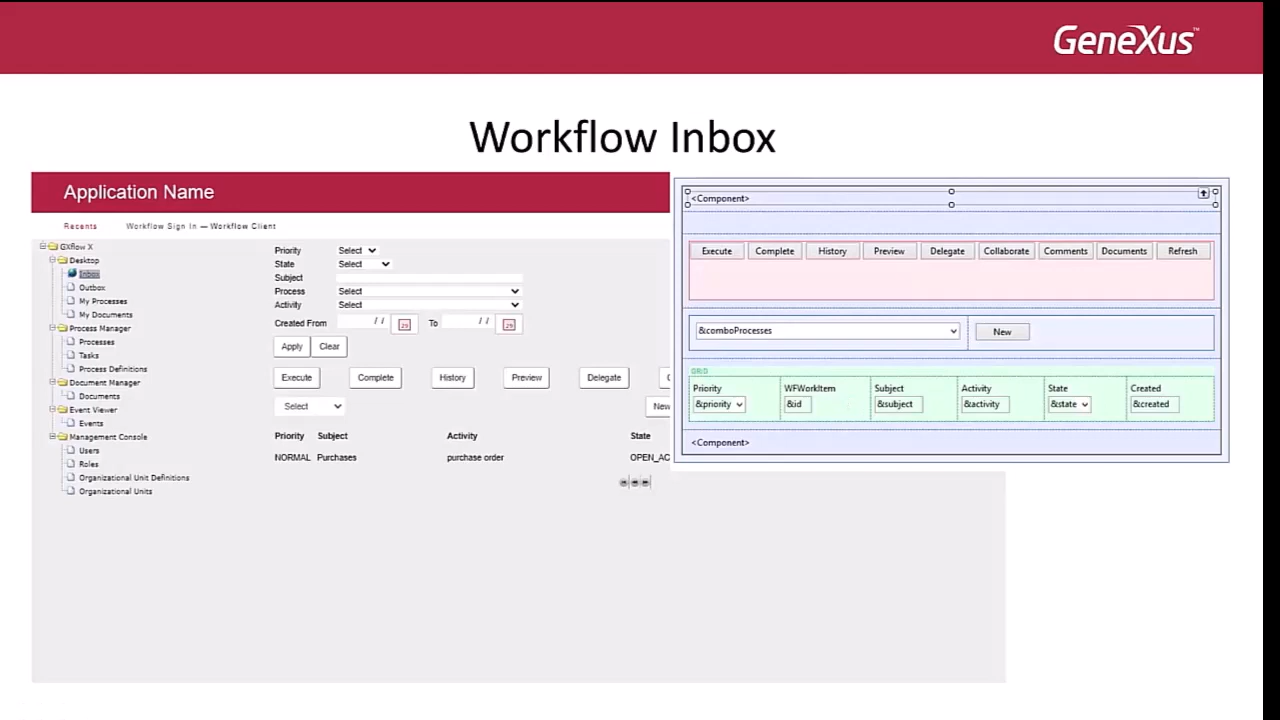 GeneXus™
Workflow Inbox
Application Name
Recents Workflow Sign In — Workflow Client
GXflow X
Desktop
Inbox
Outbox
My Processes
My Documents
Process Manager
Processes
Tasks
Process Definitions
Document Manager
Documents
Event Viewer
Events
Management Console
Users
Roles
Organizational Unit Definitions
Organizational Units
Priority Select
State Select
Subject
Process Select
Activity Select
Created From / / To / /
Apply Clear
Execute Complete History Preview Delegate C
Select New
Priority Subject Activity State
NORMAL Purchases purchase order OPEN_AC
<Component>
Execute Complete History Preview Delegate Collaborate Comments Documents Refresh
&comboProcesses New
GRID
Priority WFWorkItem Subject Activity State Created
&priority &id &subject &activity &state &created
<Component>